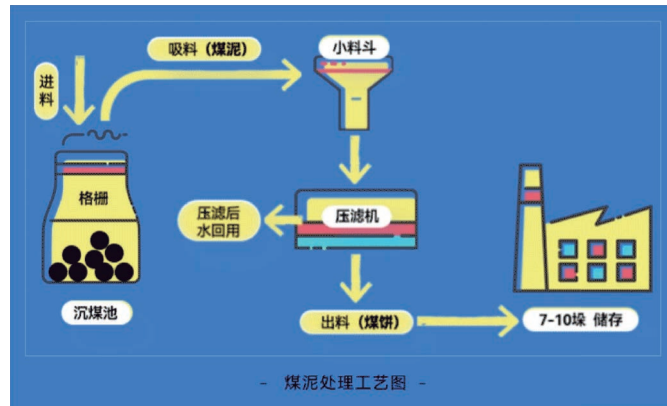 吸料（煤泥）
小料斗
进
料
格栅
压滤后
水回用
压滤机
沉煤池
出料（煤饼）
7-10垛 储存
- 煤泥处理工艺图 -